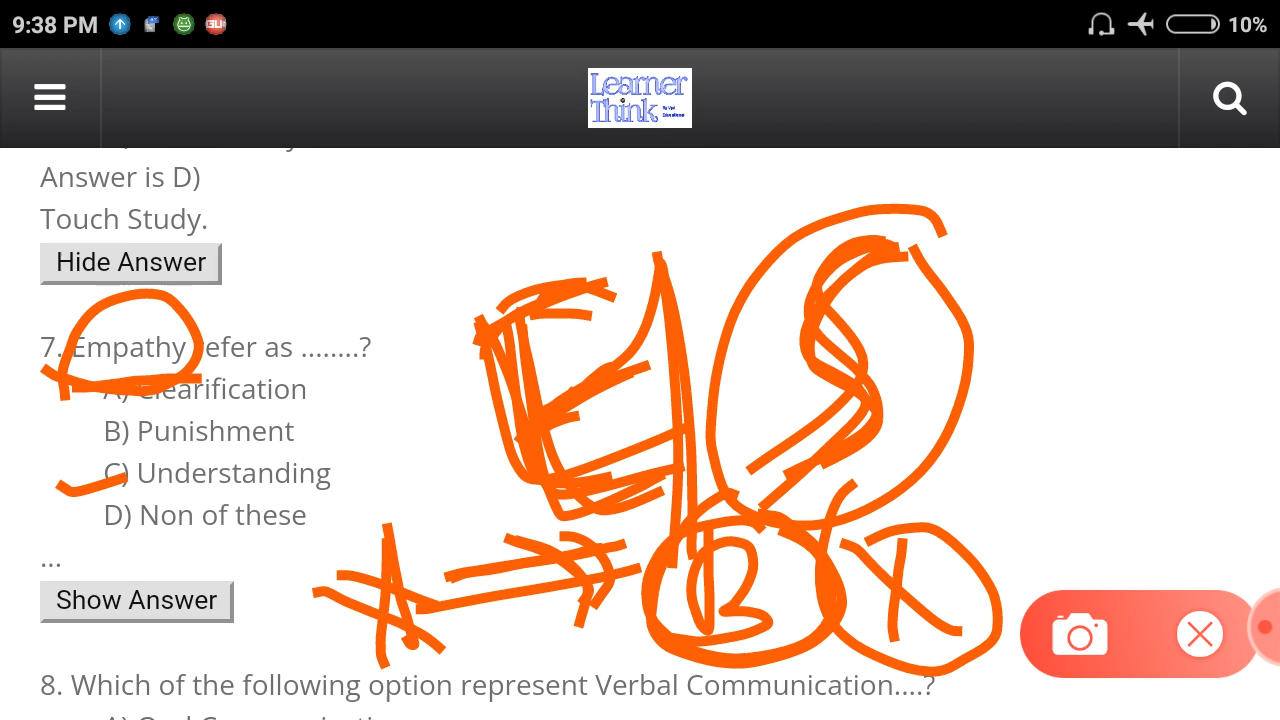 9:38 PM
10%
Learner Think
Answer is D)
Touch Study.
Hide Answer
7. Empathy refer as ........?
A) Clearification
B) Punishment
C) Understanding
D) Non of these
...
Show Answer
E
S
B
X
8. Which of the following option represent Verbal Communication....?